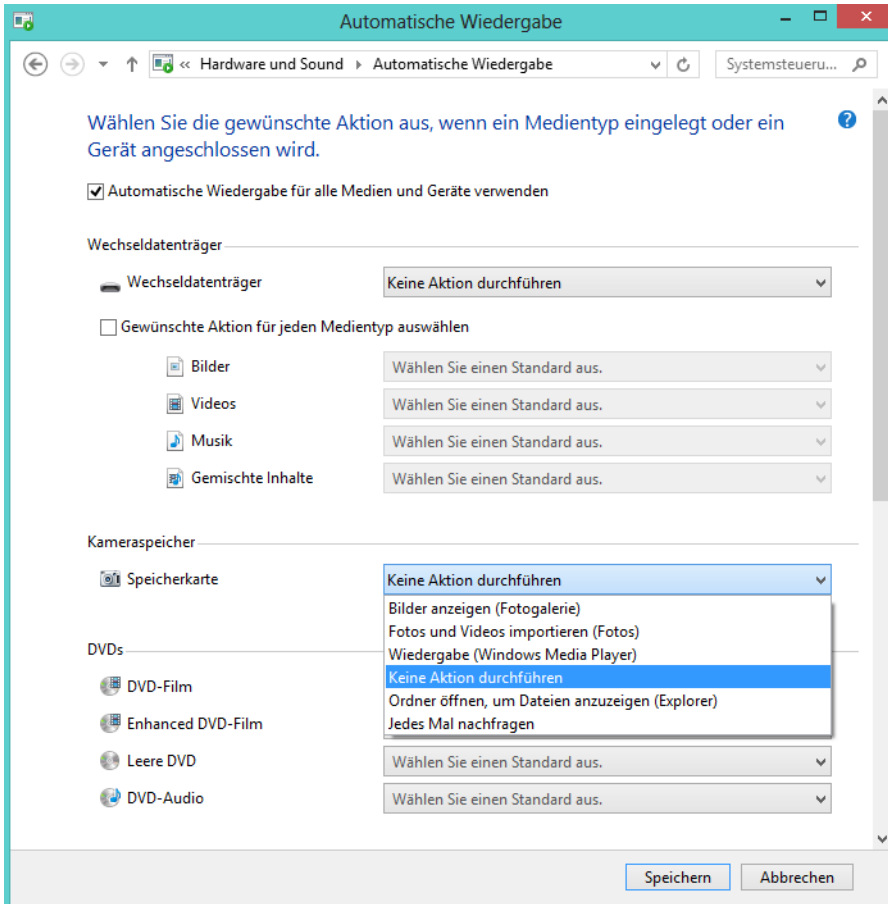 Automatische Wiedergabe
« Hardware und Sound Automatische Wiedergabe
Systemsteueru...
Wählen Sie die gewünschte Aktion aus, wenn ein Medientyp eingelegt oder ein
Gerät angeschlossen wird.
Automatische Wiedergabe für alle Medien und Geräte verwenden
Wechseldatenträger
Wechseldatenträger Keine Aktion durchführen
Gewünschte Aktion für jeden Medientyp auswählen
Bilder Wählen Sie einen Standard aus.
Videos Wählen Sie einen Standard aus.
Musik Wählen Sie einen Standard aus.
Gemischte Inhalte Wählen Sie einen Standard aus.
Kameraspeicher
Speicherkarte Keine Aktion durchführen
Bilder anzeigen (Fotogalerie)
Fotos und Videos importieren (Fotos)
Wiedergabe (Windows Media Player)
Keine Aktion durchführen
Ordner öffnen, um Dateien anzuzeigen (Explorer)
Jedes Mal nachfragen
DVDs
DVD-Film
Enhanced DVD-Film
Leere DVD Wählen Sie einen Standard aus.
DVD-Audio Wählen Sie einen Standard aus.
Speichern Abbrechen